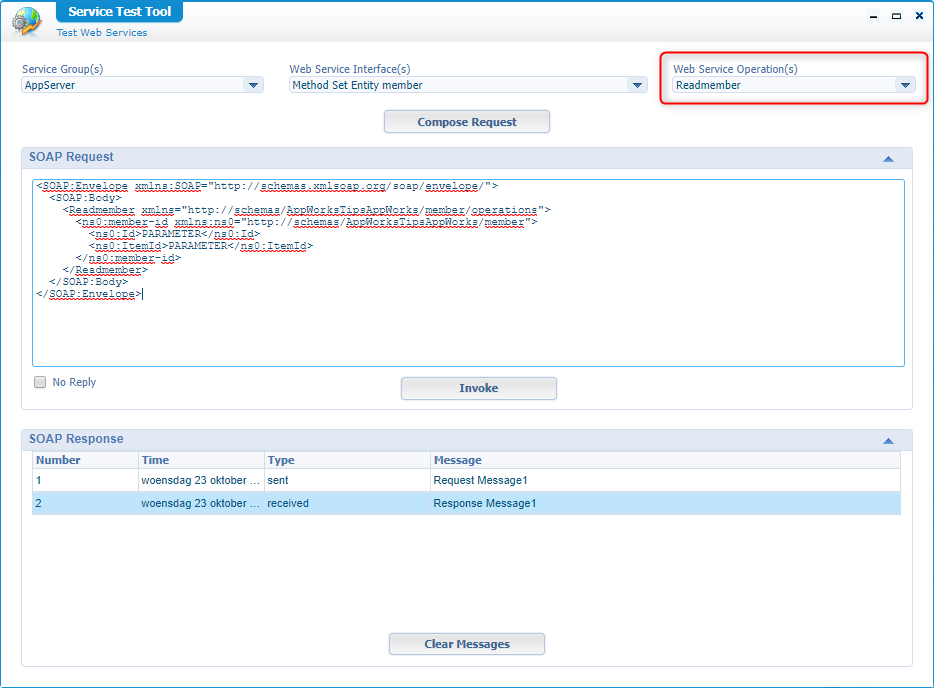 Service Test Tool
Test Web Services
Service Group(s) Web Service Interface(s) Web Service Operation(s)
AppServer Method Set Entity member Readmember
Compose Request
SOAP Request
<SOAP:Envelope xmlns:SOAP="http://schemas.xmlsoap.org/soap/envelope/">
  <SOAP:Body>
    <Readmember xmlns="http://schemas/AppWorksTipsAppWorks/member/operations">
      <ns0:member-id xmlns:ns0="http://schemas/AppWorksTipsAppWorks/member">
        <ns0:Id>PARAMETER</ns0:Id>
        <ns0:ItemId>PARAMETER</ns0:ItemId>
      </ns0:member-id>
    </Readmember>
  </SOAP:Body>
</SOAP:Envelope>
No Reply
Invoke
SOAP Response
Number Time Type Message
1 woensdag 23 oktober ... sent Request Message1
2 woensdag 23 oktober ... received Response Message1
Clear Messages